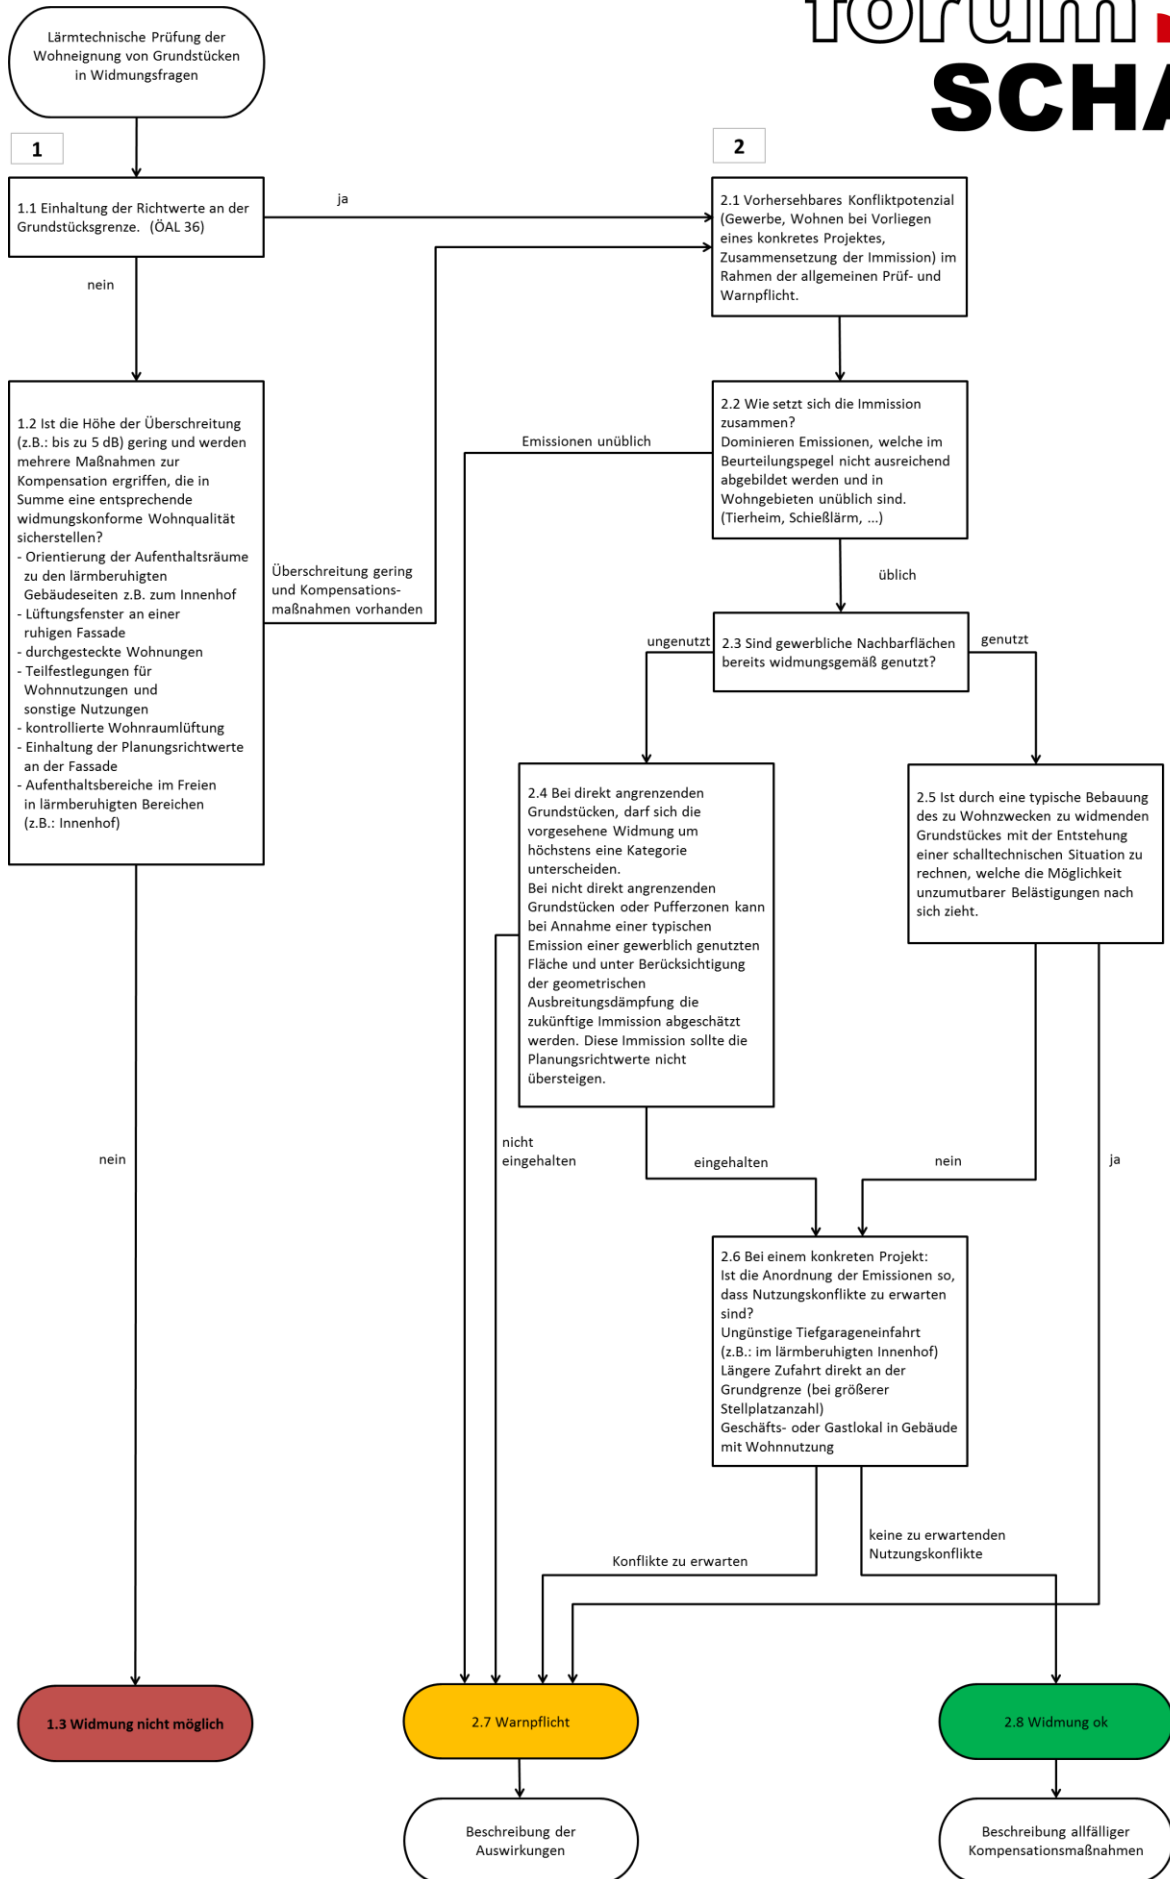 forum
SCHA
Lärmtechnische Prüfung der
Wohneignung von Grundstücken
in Widmungsfragen
1
2
1.1 Einhaltung der Richtwerte an der
Grundstücksgrenze. (ÖAL 36)
ja
nein
2.1 Vorhersehbares Konfliktpotenzial
(Gewerbe, Wohnen bei Vorliegen
eines konkretes Projektes,
Zusammensetzung der Immission) im
Rahmen der allgemeinen Prüf- und
Warnpflicht.
1.2 Ist die Höhe der Überschreitung
(z.B.: bis zu 5 dB) gering und werden
mehrere Maßnahmen zur
Kompensation ergriffen, die in
Summe eine entsprechende
widmungskonforme Wohnqualität
sicherstellen?
- Orientierung der Aufenthaltsräume
zu den lärmberuhigten
Gebäudeseiten z.B. zum Innenhof
- Lüftungsfenster an einer
ruhigen Fassade
- durchgesteckte Wohnungen
- Teilfestlegungen für
Wohnnutzungen und
sonstige Nutzungen
- kontrollierte Wohnraumlüftung
- Einhaltung der Planungsrichtwerte
an der Fassade
- Aufenthaltsbereiche im Freien
in lärmberuhigten Bereichen
(z.B.: Innenhof)
Überschreitung gering
und Kompensations-
maßnahmen vorhanden
nein
2.2 Wie setzt sich die Immission
zusammen?
Dominieren Emissionen, welche im
Beurteilungspegel nicht ausreichend
abgebildet werden und in
Wohngebieten unüblich sind.
(Tierheim, Schießlärm, ...)
Emissionen unüblich
üblich
2.3 Sind gewerbliche Nachbarflächen
bereits widmungsgemäß genutzt?
ungenutzt
genutzt
2.4 Bei direkt angrenzenden
Grundstücken, darf sich die
vorgesehene Widmung um
höchstens eine Kategorie
unterscheiden.
Bei nicht direkt angrenzenden
Grundstücken oder Pufferzonen kann
bei Annahme einer typischen
Emission einer gewerblich genutzten
Fläche und unter Berücksichtigung
der geometrischen
Ausbreitungsdämpfung die
zukünftige Immission abgeschätzt
werden. Diese Immission sollte die
Planungsrichtwerte nicht
übersteigen.
2.5 Ist durch eine typische Bebauung
des zu Wohnzwecken zu widmenden
Grundstückes mit der Entstehung
einer schalltechnischen Situation zu
rechnen, welche die Möglichkeit
unzumutbarer Belästigungen nach
sich zieht.
nicht
eingehalten
eingehalten
nein
ja
2.6 Bei einem konkreten Projekt:
Ist die Anordnung der Emissionen so,
dass Nutzungskonflikte zu erwarten
sind?
Ungünstige Tiefgarageneinfahrt
(z.B.: im lärmberuhigten Innenhof)
Längere Zufahrt direkt an der
Grundgrenze (bei größerer
Stellplatzanzahl)
Geschäfts- oder Gastlokal in Gebäude
mit Wohnnutzung
Konflikte zu erwarten
keine zu erwartenden
Nutzungskonflikte
1.3 Widmung nicht möglich
2.7 Warnpflicht
2.8 Widmung ok
Beschreibung der
Auswirkungen
Beschreibung allfälliger
Kompensationsmaßnahmen